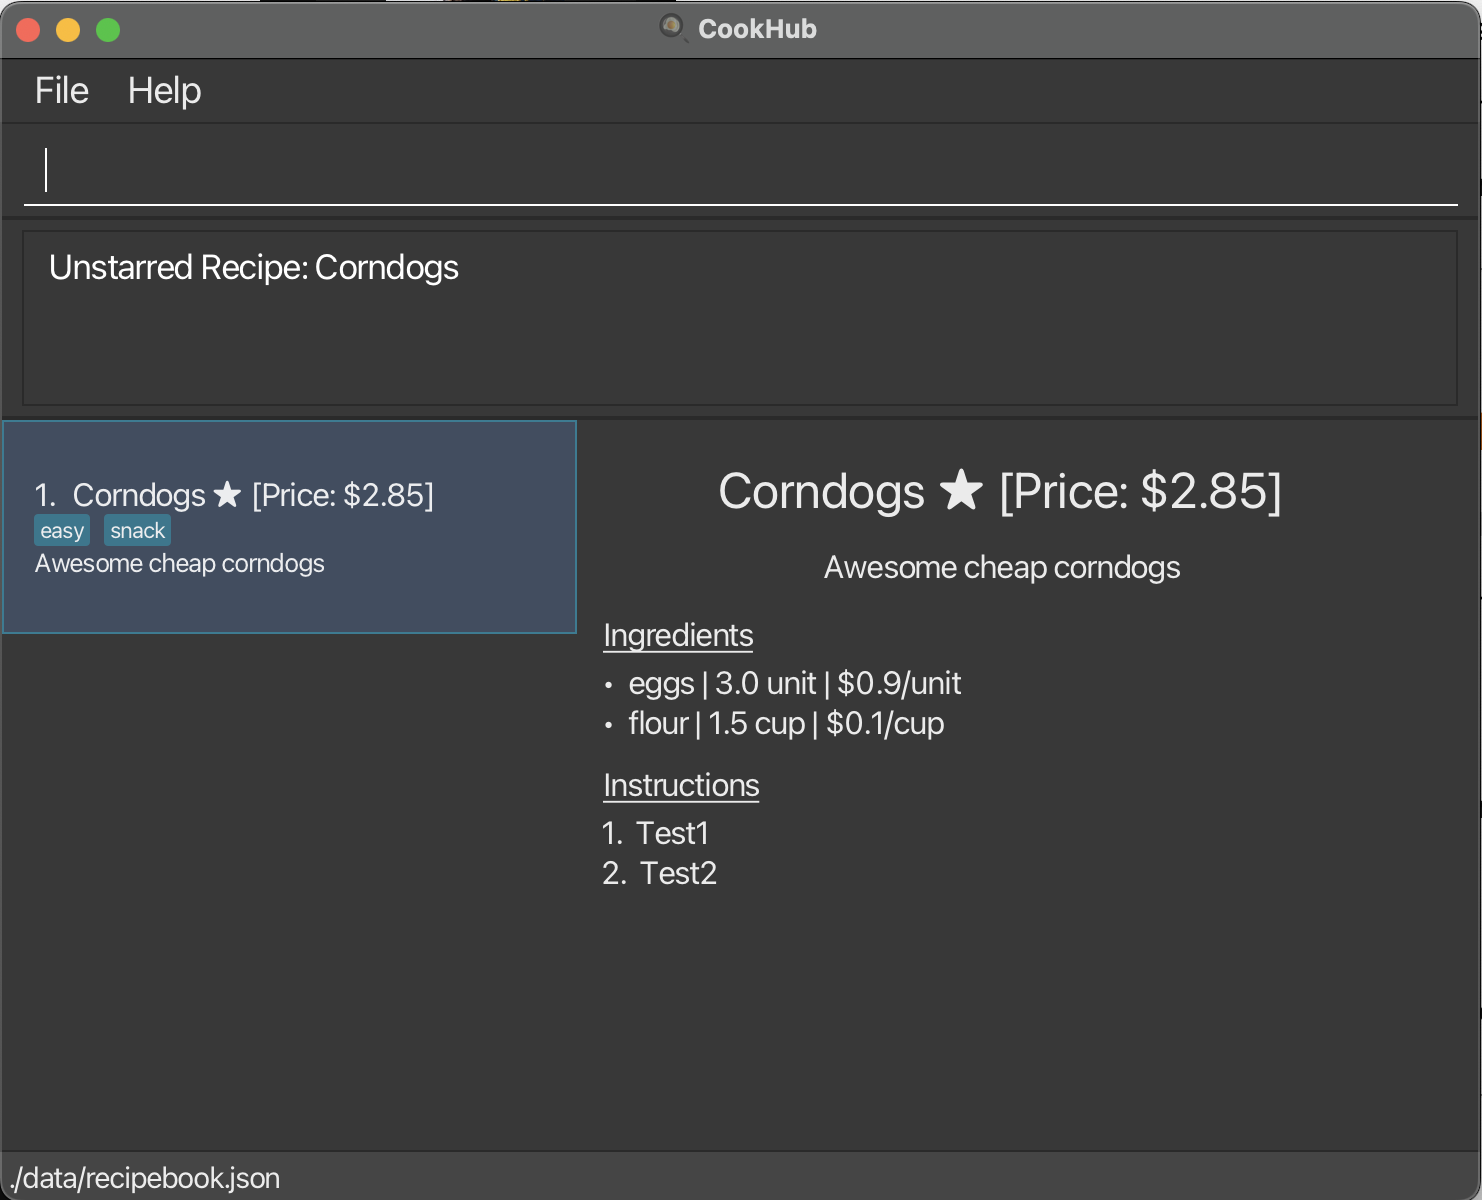 CookHub
File Help
Unstarred Recipe: Corndogs
1. Corndogs ★ [Price: $2.85]
easy snack
Awesome cheap corndogs
Corndogs ★ [Price: $2.85]
Awesome cheap corndogs
Ingredients
• eggs | 3.0 unit | $0.9/unit
• flour | 1.5 cup | $0.1/cup
Instructions
1. Test1
2. Test2
./data/recipebook.json